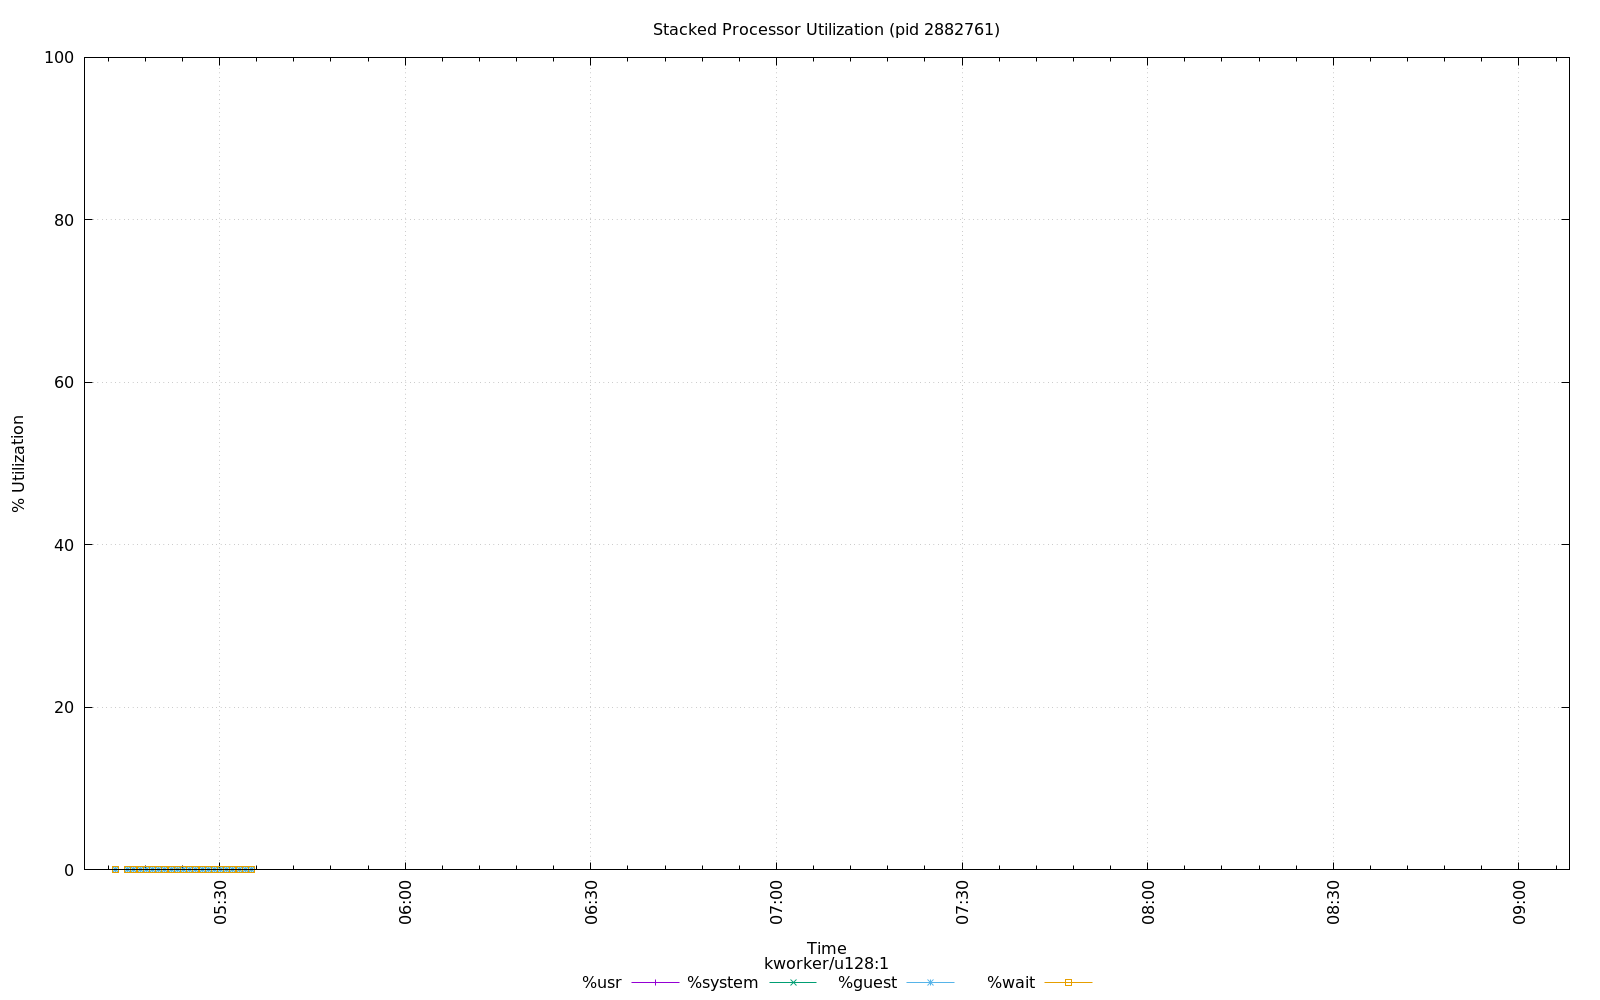 Stacked Processor Utilization (pid 2882761)
100
80
60
40
20
0
% Utilization
05:30 06:00 06:30 07:00 07:30 08:00 08:30 09:00
Time
kworker/u128:1
%usr %system %guest %wait